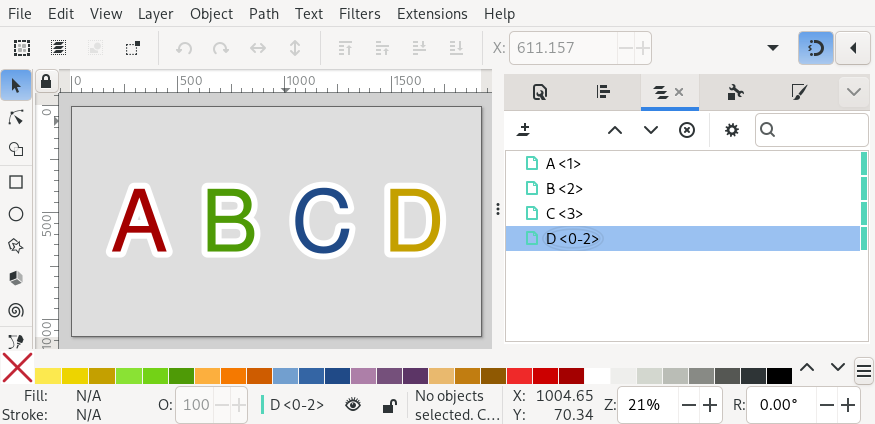 File Edit View Layer Object Path Text Filters Extensions Help
X: 611.157
0 500 1000 1500
0
500
1000
A B C D
A <1>
B <2>
C <3>
D <0-2>
Fill: N/A
Stroke: N/A
O: 100
D <0-2>
No objects
selected. C…
X: 1004.65
Y: 70.34
Z: 21%
R: 0.00°